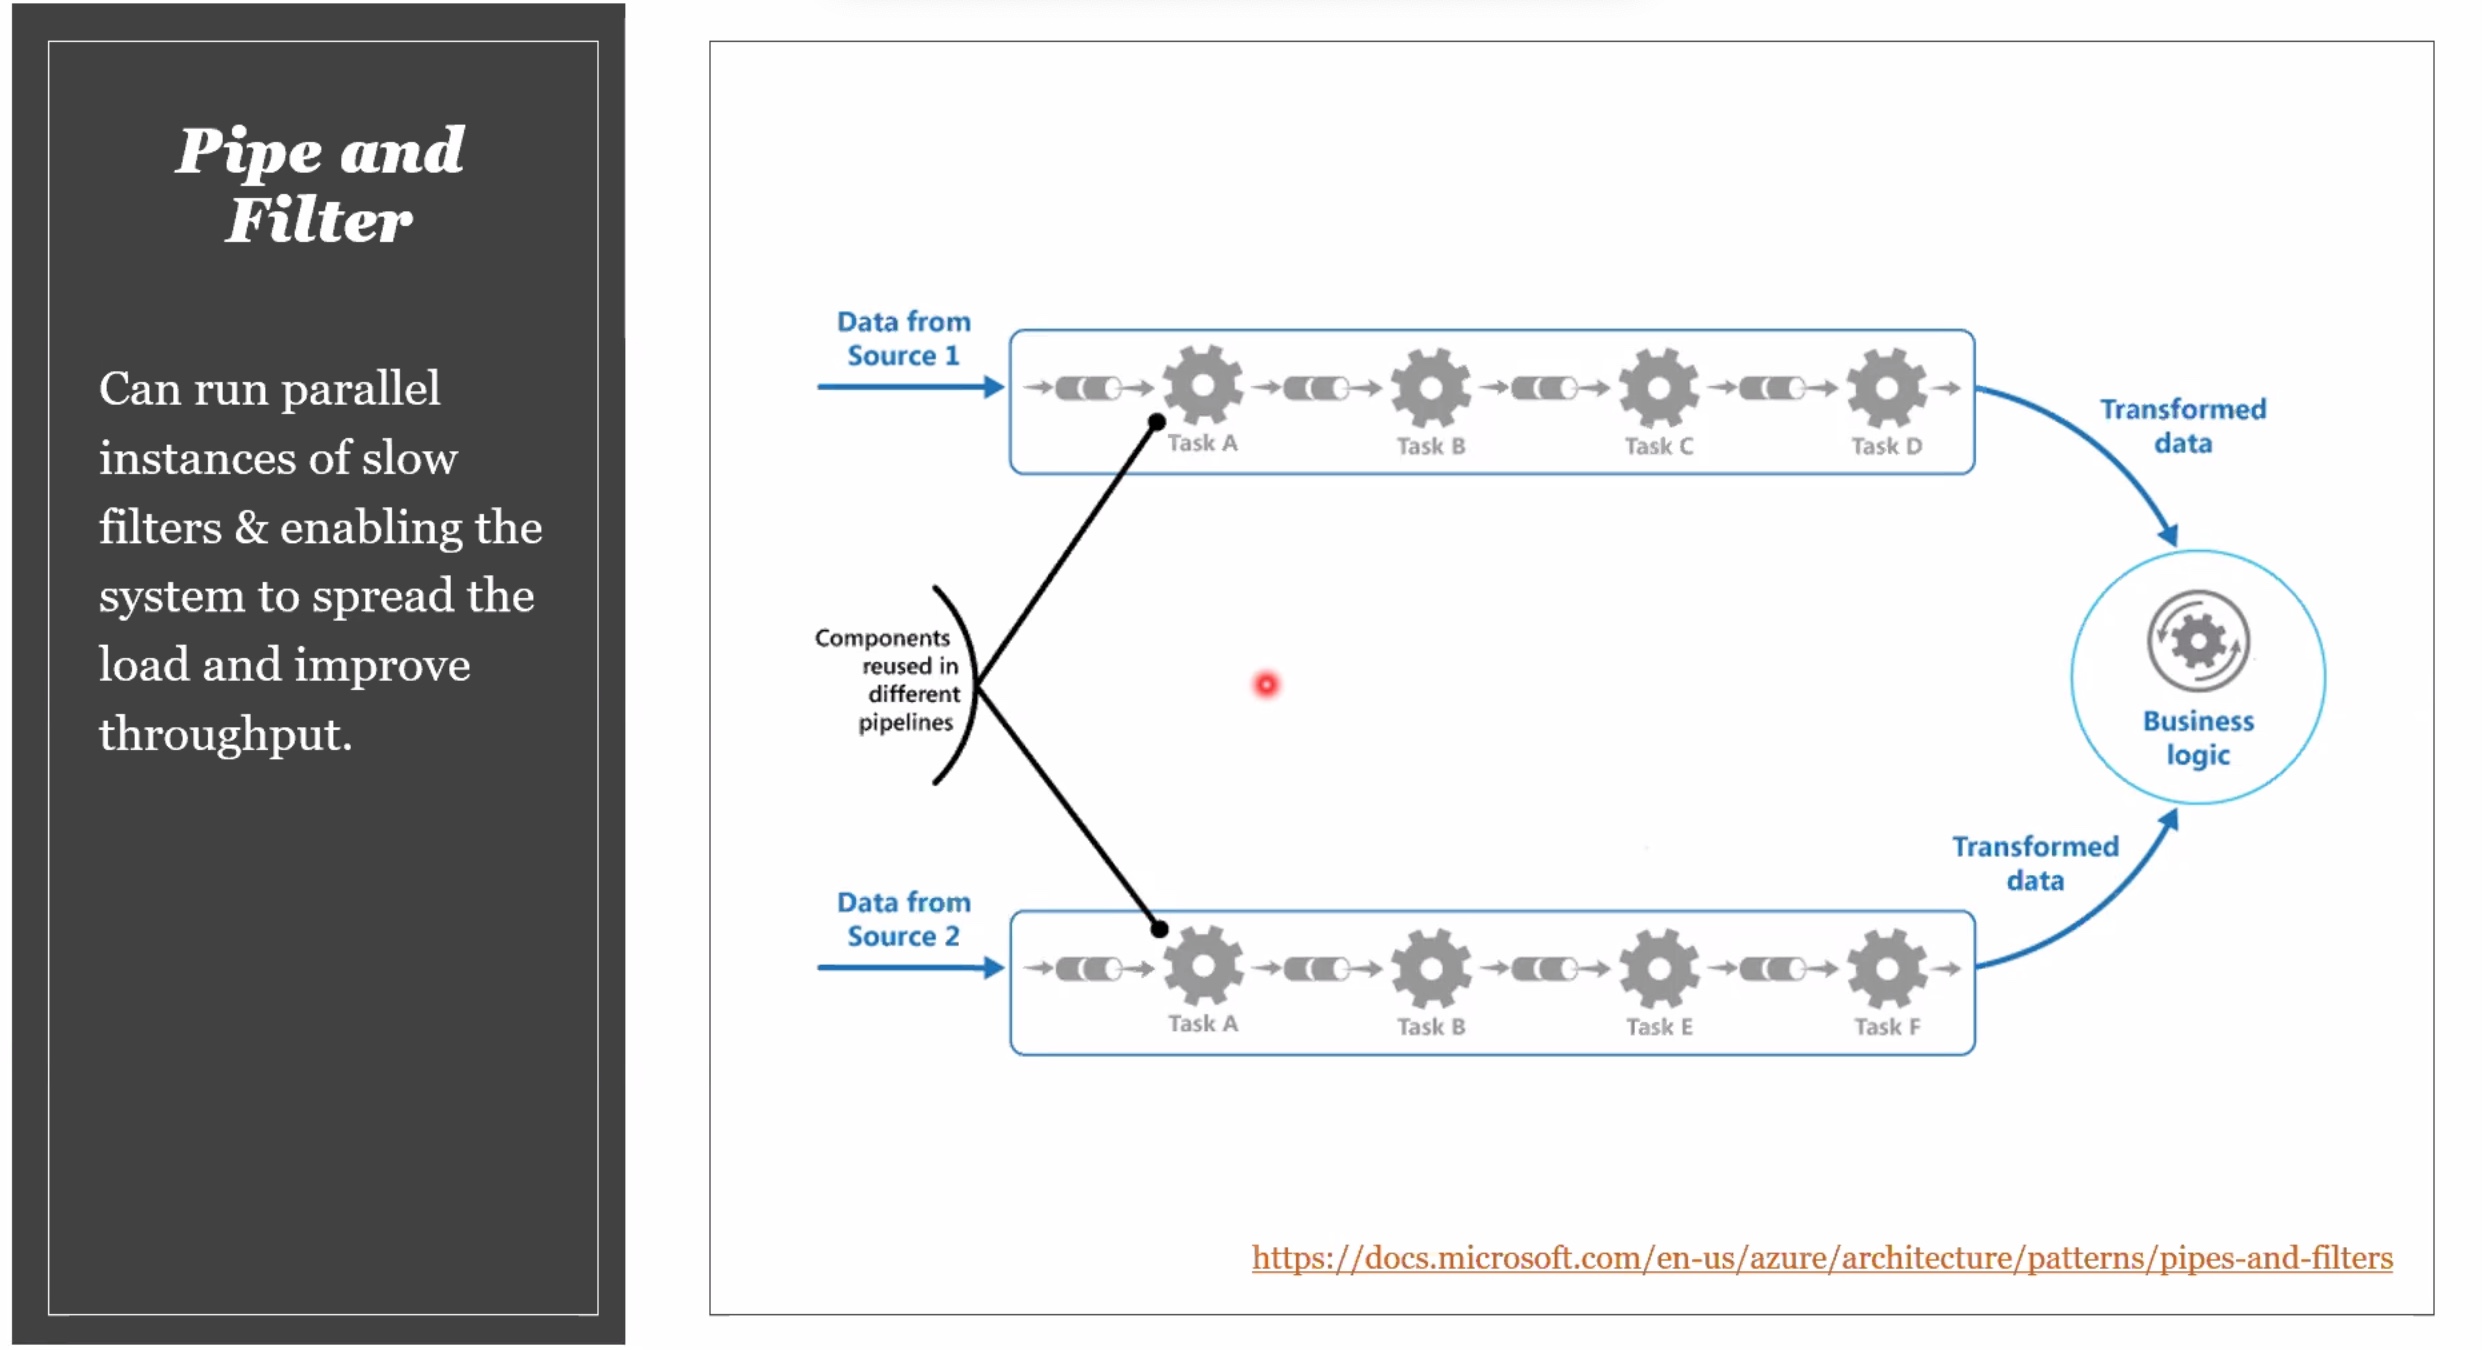 Pipe and
Filter
Can run parallel
instances of slow
filters & enabling the
system to spread the
load and improve
throughput.
Data from
Source 1
Task A
Task B
Task C
Task D
Transformed
data
Components
reused in
different
pipelines
Business
logic
Transformed
data
Data from
Source 2
Task A
Task B
Task E
Task F
https://docs.microsoft.com/en-us/azure/architecture/patterns/pipes-and-filters